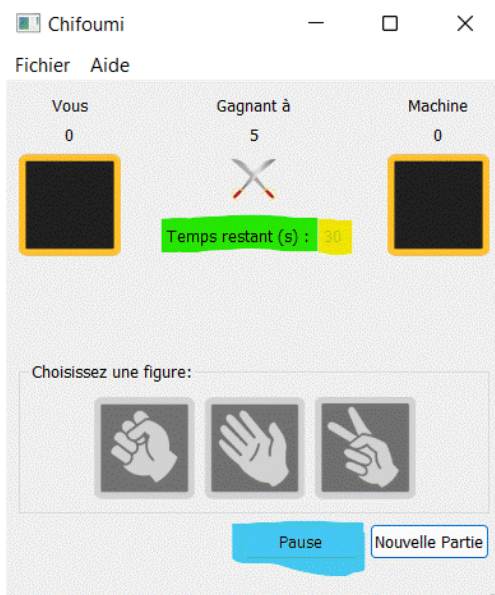 Chifoumi
Fichier Aide
Vous Gagnant à Machine
0 5 0
Temps restant (s) : 30
Choisissez une figure:
Pause Nouvelle Partie